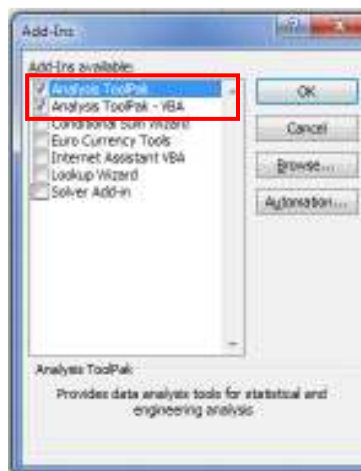 Add-Ins
Add-Ins available:
Analysis ToolPak
Analysis ToolPak - VBA
Conditional Sum Wizard
Euro Currency Tools
Internet Assistant VBA
Lookup Wizard
Solver Add-in
OK
Cancel
Browse...
Automation...
Analysis ToolPak
Provides data analysis tools for statistical and
engineering analysis